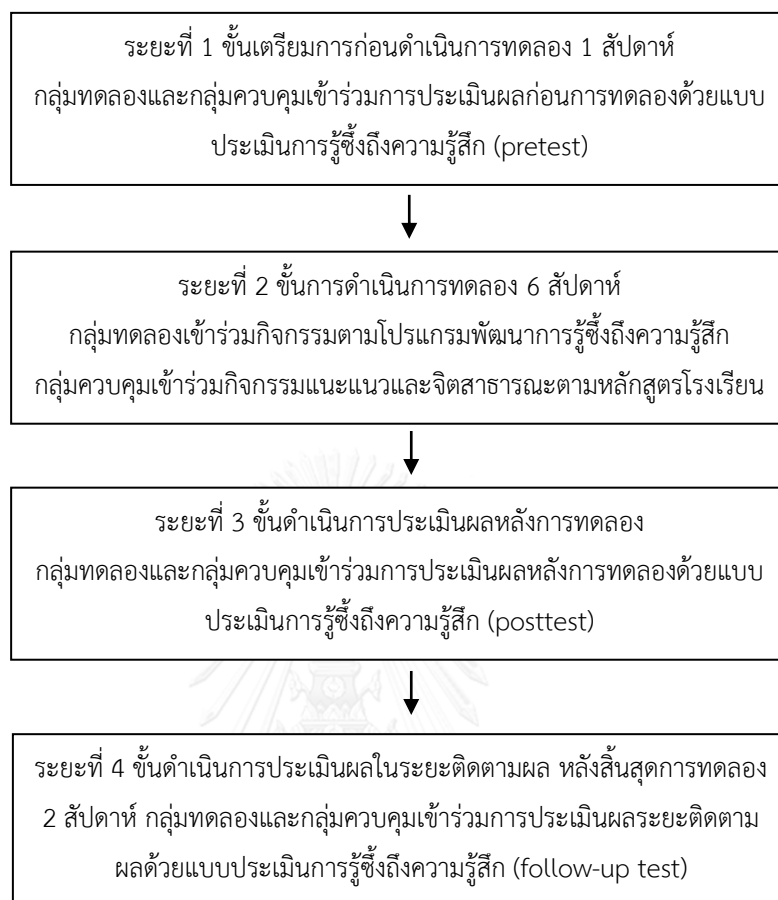 ระยะที่ 1 ขั้นเตรียมการก่อนดำเนินการทดลอง 1 สัปดาห์
กลุ่มทดลองและกลุ่มควบคุมเข้าร่วมการประเมินผลก่อนการทดลองด้วยแบบ
ประเมินการรู้ซึ้งถึงความรู้สึก (pretest)
ระยะที่ 2 ขั้นการดำเนินการทดลอง 6 สัปดาห์
กลุ่มทดลองเข้าร่วมกิจกรรมตามโปรแกรมพัฒนาการรู้ซึ้งถึงความรู้สึก
กลุ่มควบคุมเข้าร่วมกิจกรรมแนะแนวและจิตสาธารณะตามหลักสูตรโรงเรียน
ระยะที่ 3 ขั้นดำเนินการประเมินผลหลังการทดลอง
กลุ่มทดลองและกลุ่มควบคุมเข้าร่วมการประเมินผลหลังการทดลองด้วยแบบ
ประเมินการรู้ซึ้งถึงความรู้สึก (posttest)
ระยะที่ 4 ขั้นดำเนินการประเมินผลในระยะติดตามผล หลังสิ้นสุดการทดลอง
2 สัปดาห์ กลุ่มทดลองและกลุ่มควบคุมเข้าร่วมการประเมินผลระยะติดตาม
ผลด้วยแบบประเมินการรู้ซึ้งถึงความรู้สึก (follow-up test)